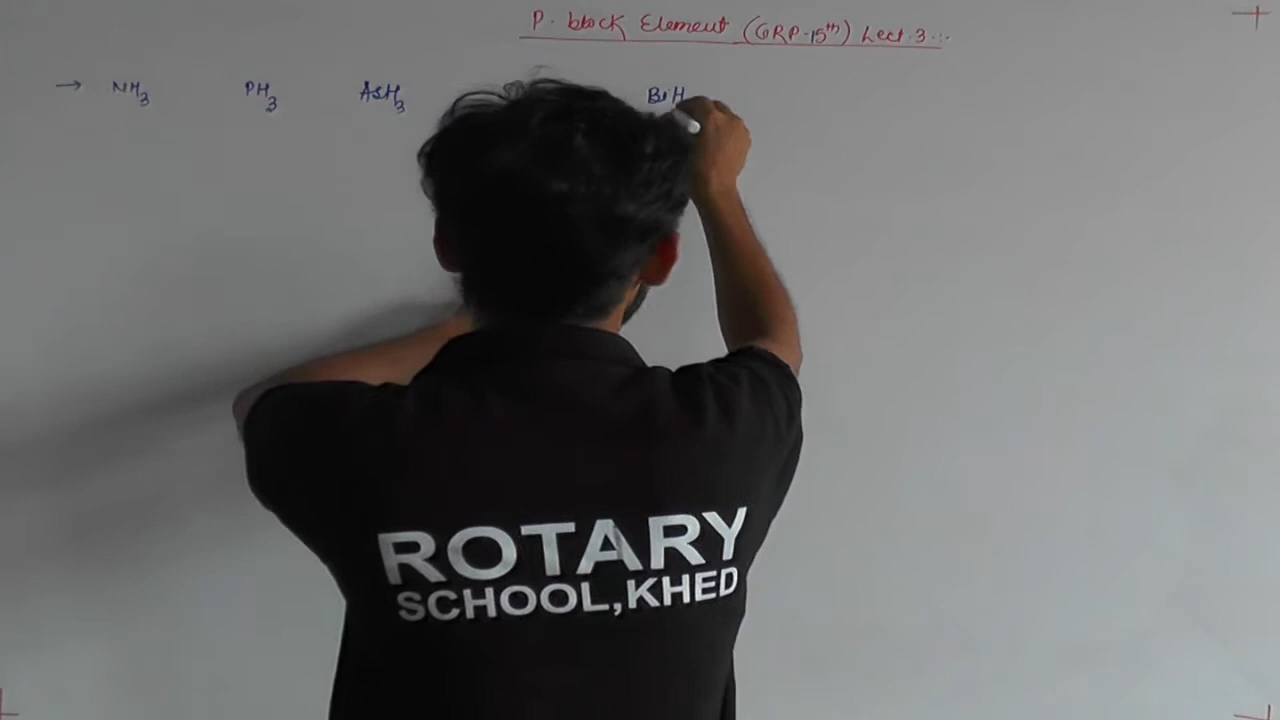 P. block Element (GRP-15th) Lect. 3 :-
→ NH3 PH3 AsH3 BiH
ROTARY
SCHOOL,KHED